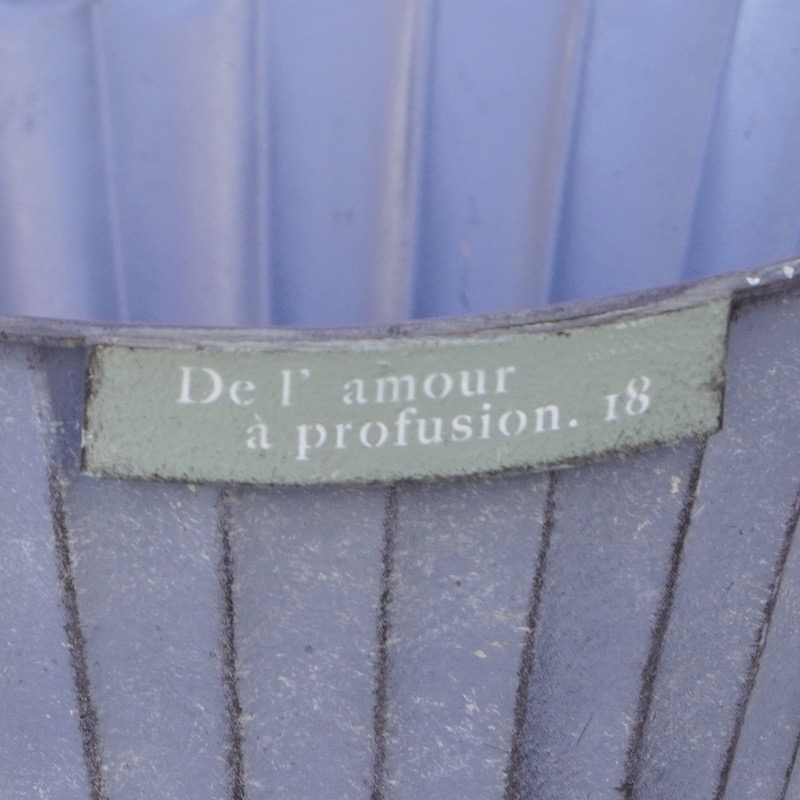 De l' amour
à profusion. 18